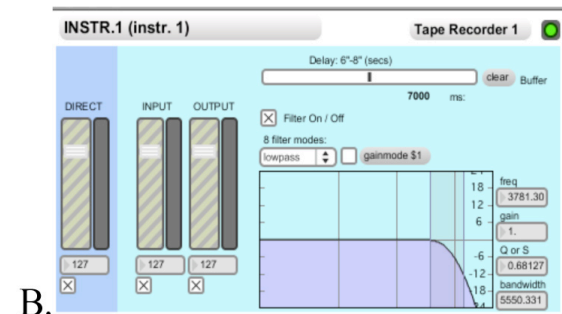 INSTR.1 (instr. 1)
Tape Recorder 1
Delay: 6"-8" (secs)
clear Buffer
7000 ms:
DIRECT
INPUT OUTPUT
Filter On / Off
8 filter modes:
lowpass
gainmode $1
24
18
12
6
-6
-12
-18
24
freq
3781.30
gain
1.
Q or S
0.68127
bandwidth
5550.331
127
127
127
B.